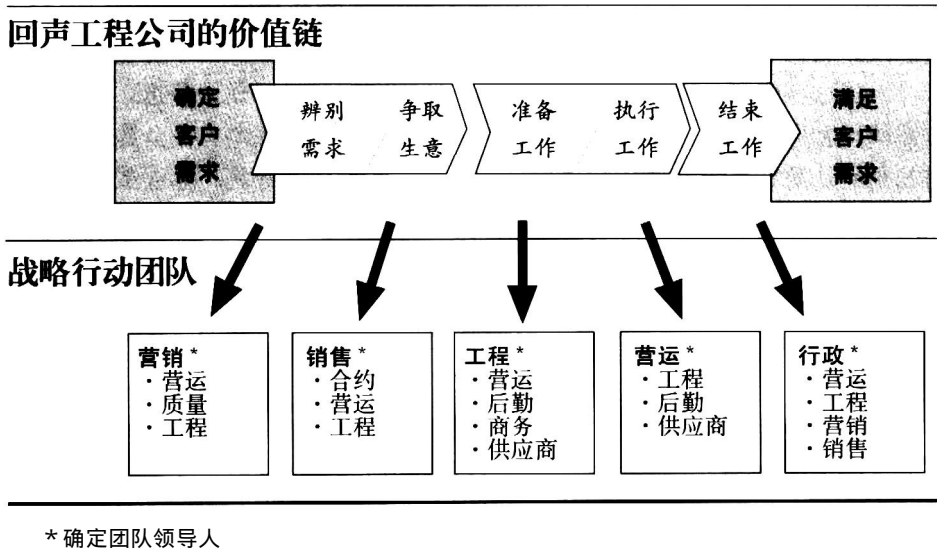 回声工程公司的价值链
确定
客户
需求
辨别
需求
争取
生意
准备
工作
执行
工作
结束
工作
满足
客户
需求
战略行动团队
营销*
·营运
·质量
·工程
销售*
·合约
·营运
·工程
工程*
·营运
·后勤
·商务
·供应商
营运*
·工程
·后勤
·供应商
行政*
·营运
·工程
·营销
·销售
*确定团队领导人